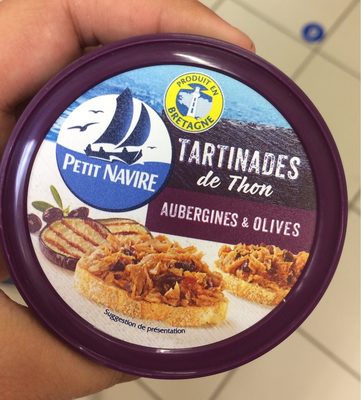 PRODUIT EN
BRETAGNE
PETIT NAVIRE
TARTINADES
de Thon
AUBERGINES & OLIVES
Suggestion de présentation